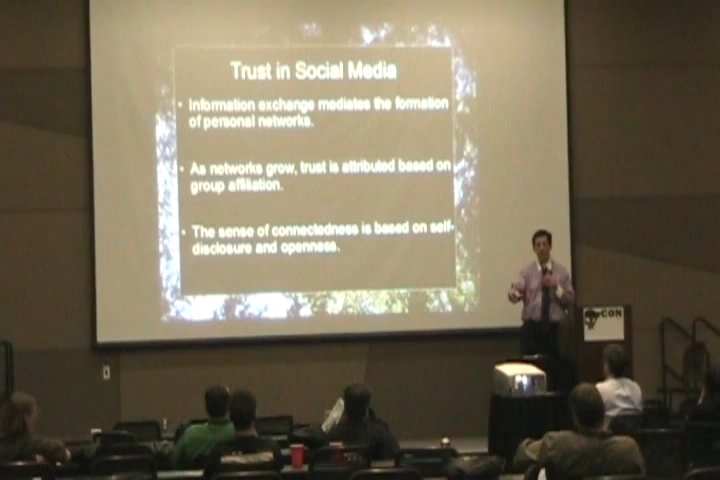 Trust in Social Media
• Information exchange mediates the formation
of personal networks.
• As networks grow, trust is attributed based on
group affiliation.
• The sense of connectedness is based on self-
disclosure and openness.
CON